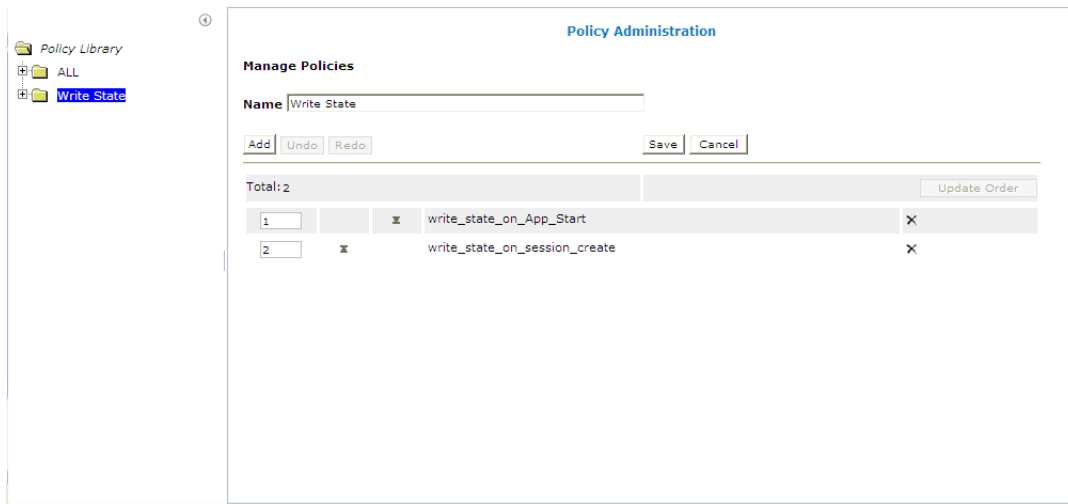 Policy Library
ALL
Write State
Policy Administration
Manage Policies
Name Write State
Add Undo Redo Save Cancel
Total: 2 Update Order
1 write_state_on_App_Start
2 write_state_on_session_create